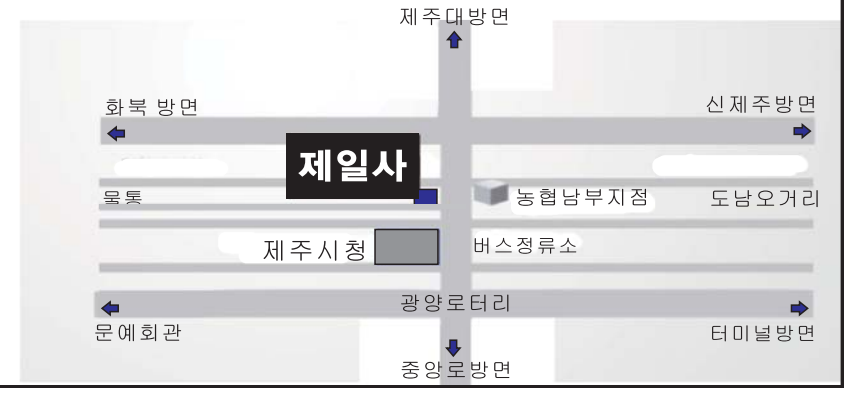 제주대방면
화북 방면
신제주방면
제일사
물통
농협남부지점
도남오거리
제주시청
버스정류소
광양로터리
문예회관
터미널방면
중앙로방면